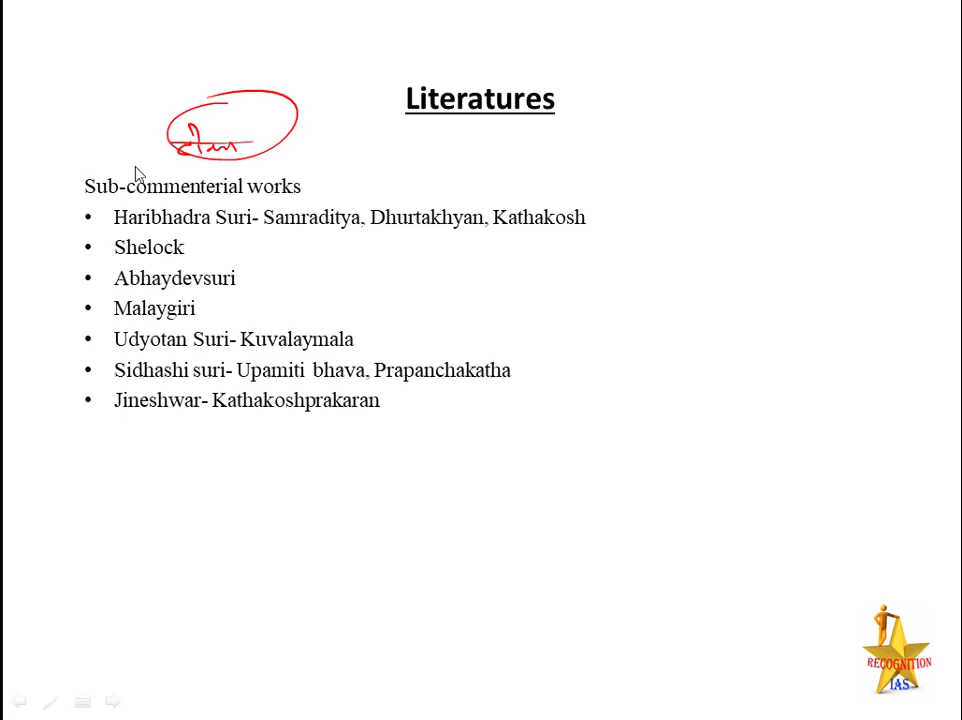 Literatures
Sub-commenterial works
• Haribhadra Suri- Samraditya, Dhurtakhyan, Kathakosh
• Shelock
• Abhaydevsuri
• Malaygiri
• Udyotan Suri- Kuvalaymala
• Sidhashi suri- Upamiti bhava, Prapanchakatha
• Jineshwar- Kathakoshprakaran
RECOGNITION
IAS